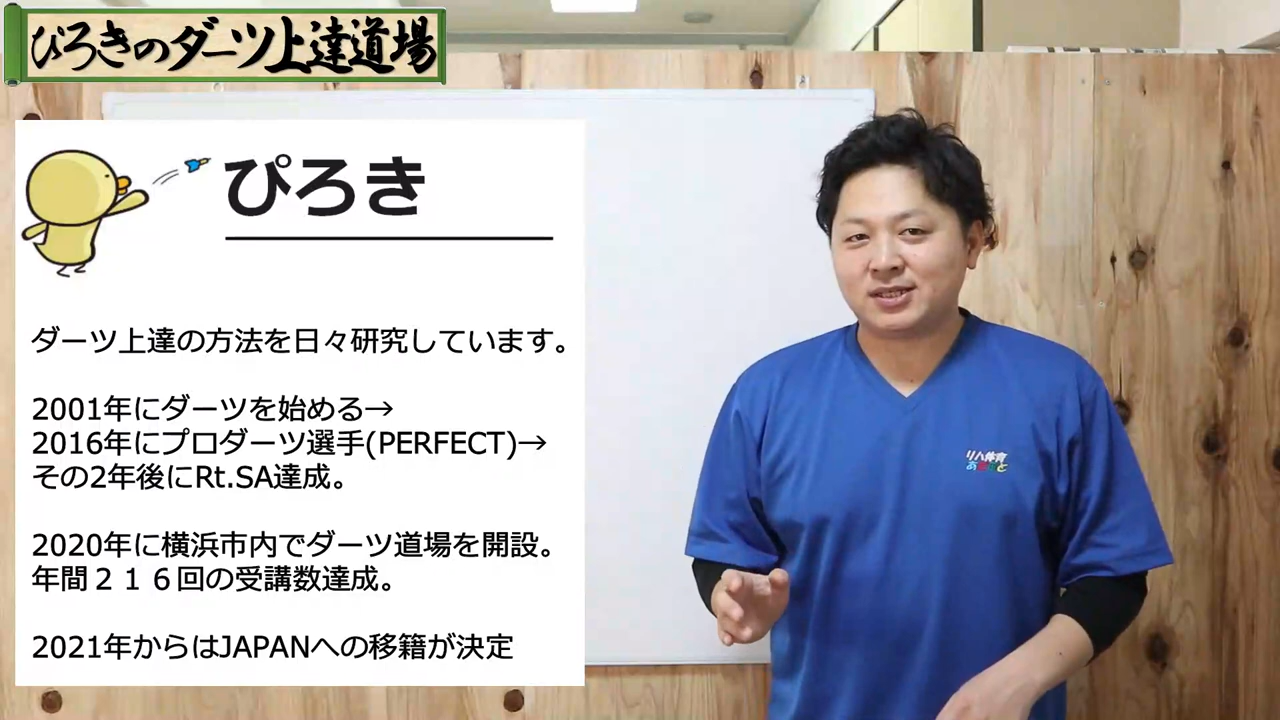 ぴろきのダーツ上達道場
ぴろき
ダーツ上達の方法を日々研究しています。
2001年にダーツを始める→
2016年にプロダーツ選手(PERFECT)→
その2年後にRt.SA達成。
2020年に横浜市内でダーツ道場を開設。
年間２１６回の受講数達成。
2021年からはJAPANへの移籍が決定
リハ体育